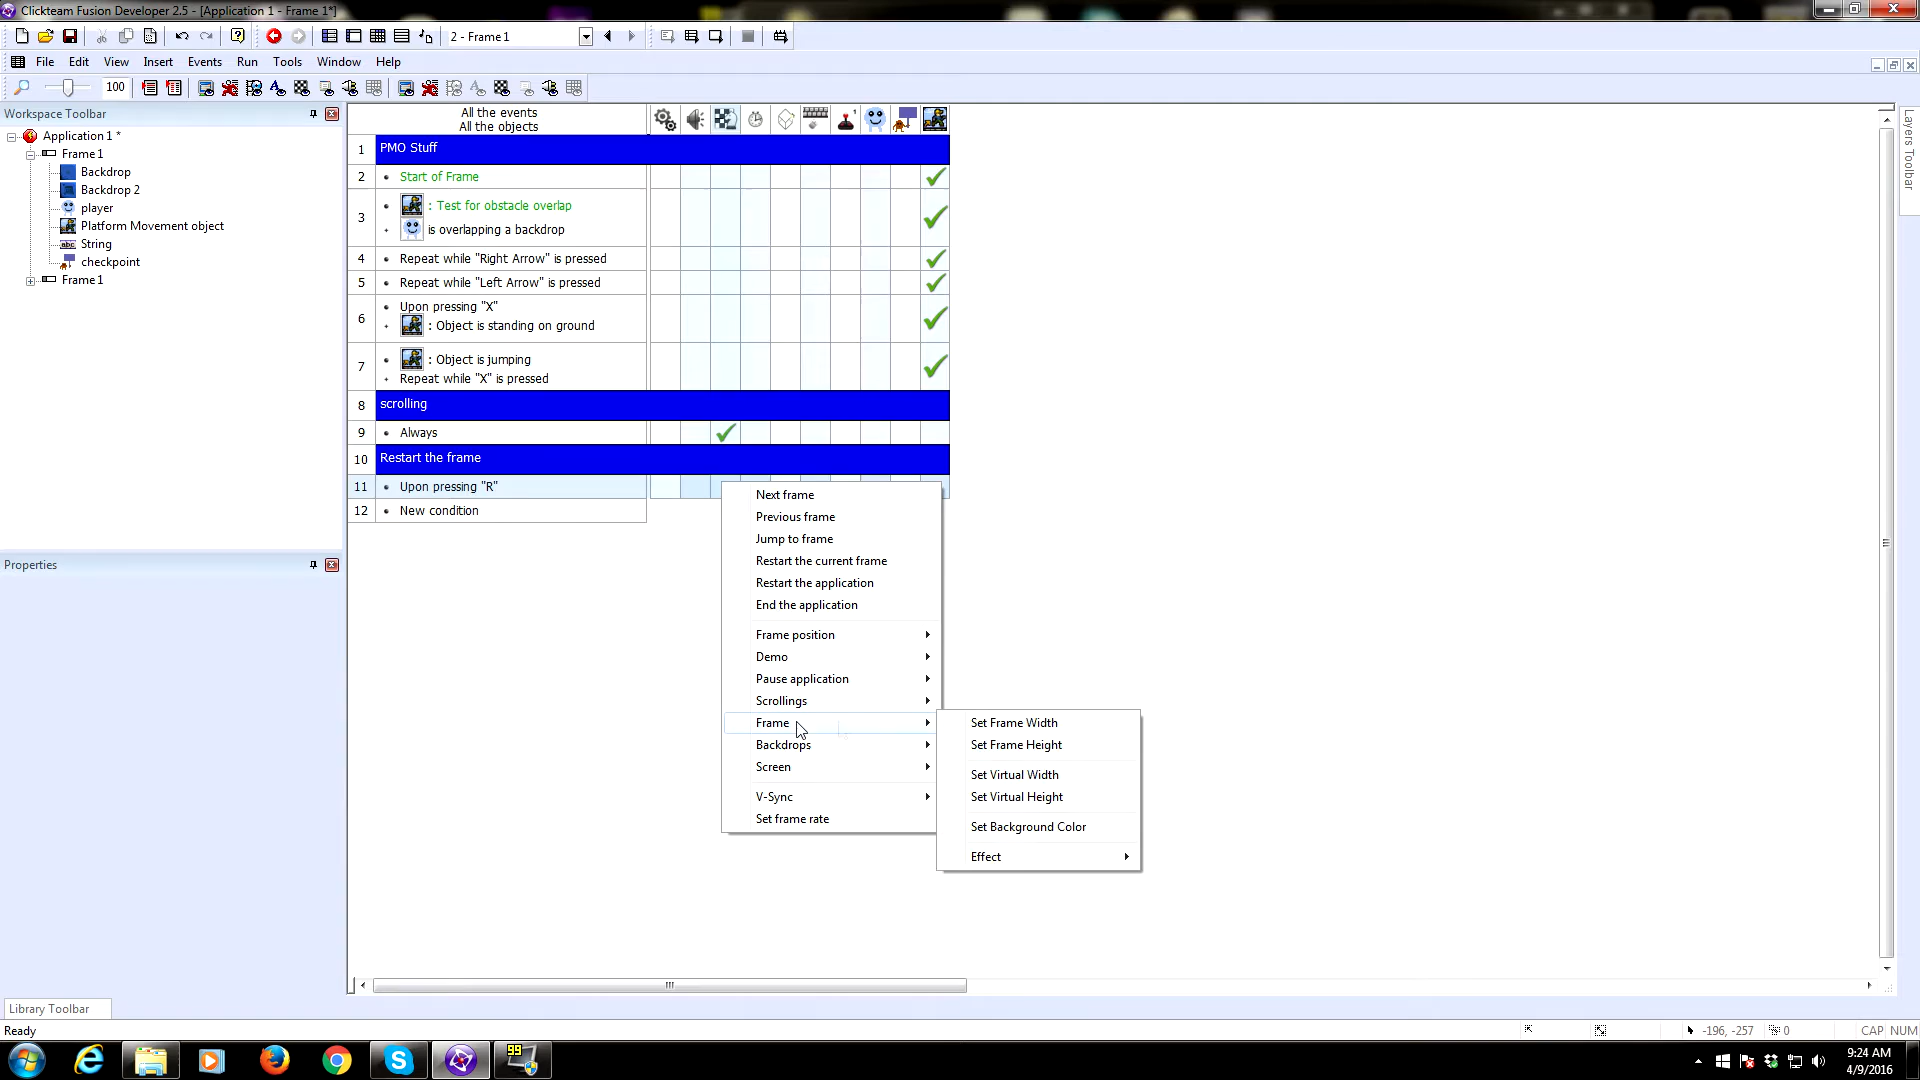 Clickteam Fusion Developer 2.5 - [Application 1 - Frame 1*]
2 - Frame 1
File Edit View Insert Events Run Tools Window Help
100
Workspace Toolbar
Application 1 *
Frame 1
Backdrop
Backdrop 2
player
Platform Movement object
abc String
checkpoint
Frame 1
Properties
Library Toolbar
Ready
All the events
All the objects
1 PMO Stuff
2 Start of Frame
3 : Test for obstacle overlap
is overlapping a backdrop
4 Repeat while "Right Arrow" is pressed
5 Repeat while "Left Arrow" is pressed
6 Upon pressing "X"
: Object is standing on ground
7 : Object is jumping
Repeat while "X" is pressed
8 scrolling
9 Always
10 Restart the frame
11 Upon pressing "R"
12 New condition
Next frame
Previous frame
Jump to frame
Restart the current frame
Restart the application
End the application
Frame position
Demo
Pause application
Scrollings
Frame
Backdrops
Screen
V-Sync
Set frame rate
Set Frame Width
Set Frame Height
Set Virtual Width
Set Virtual Height
Set Background Color
Effect
Layers Toolbar
-196, -257
0
CAP NUM
99
9:24 AM
4/9/2016